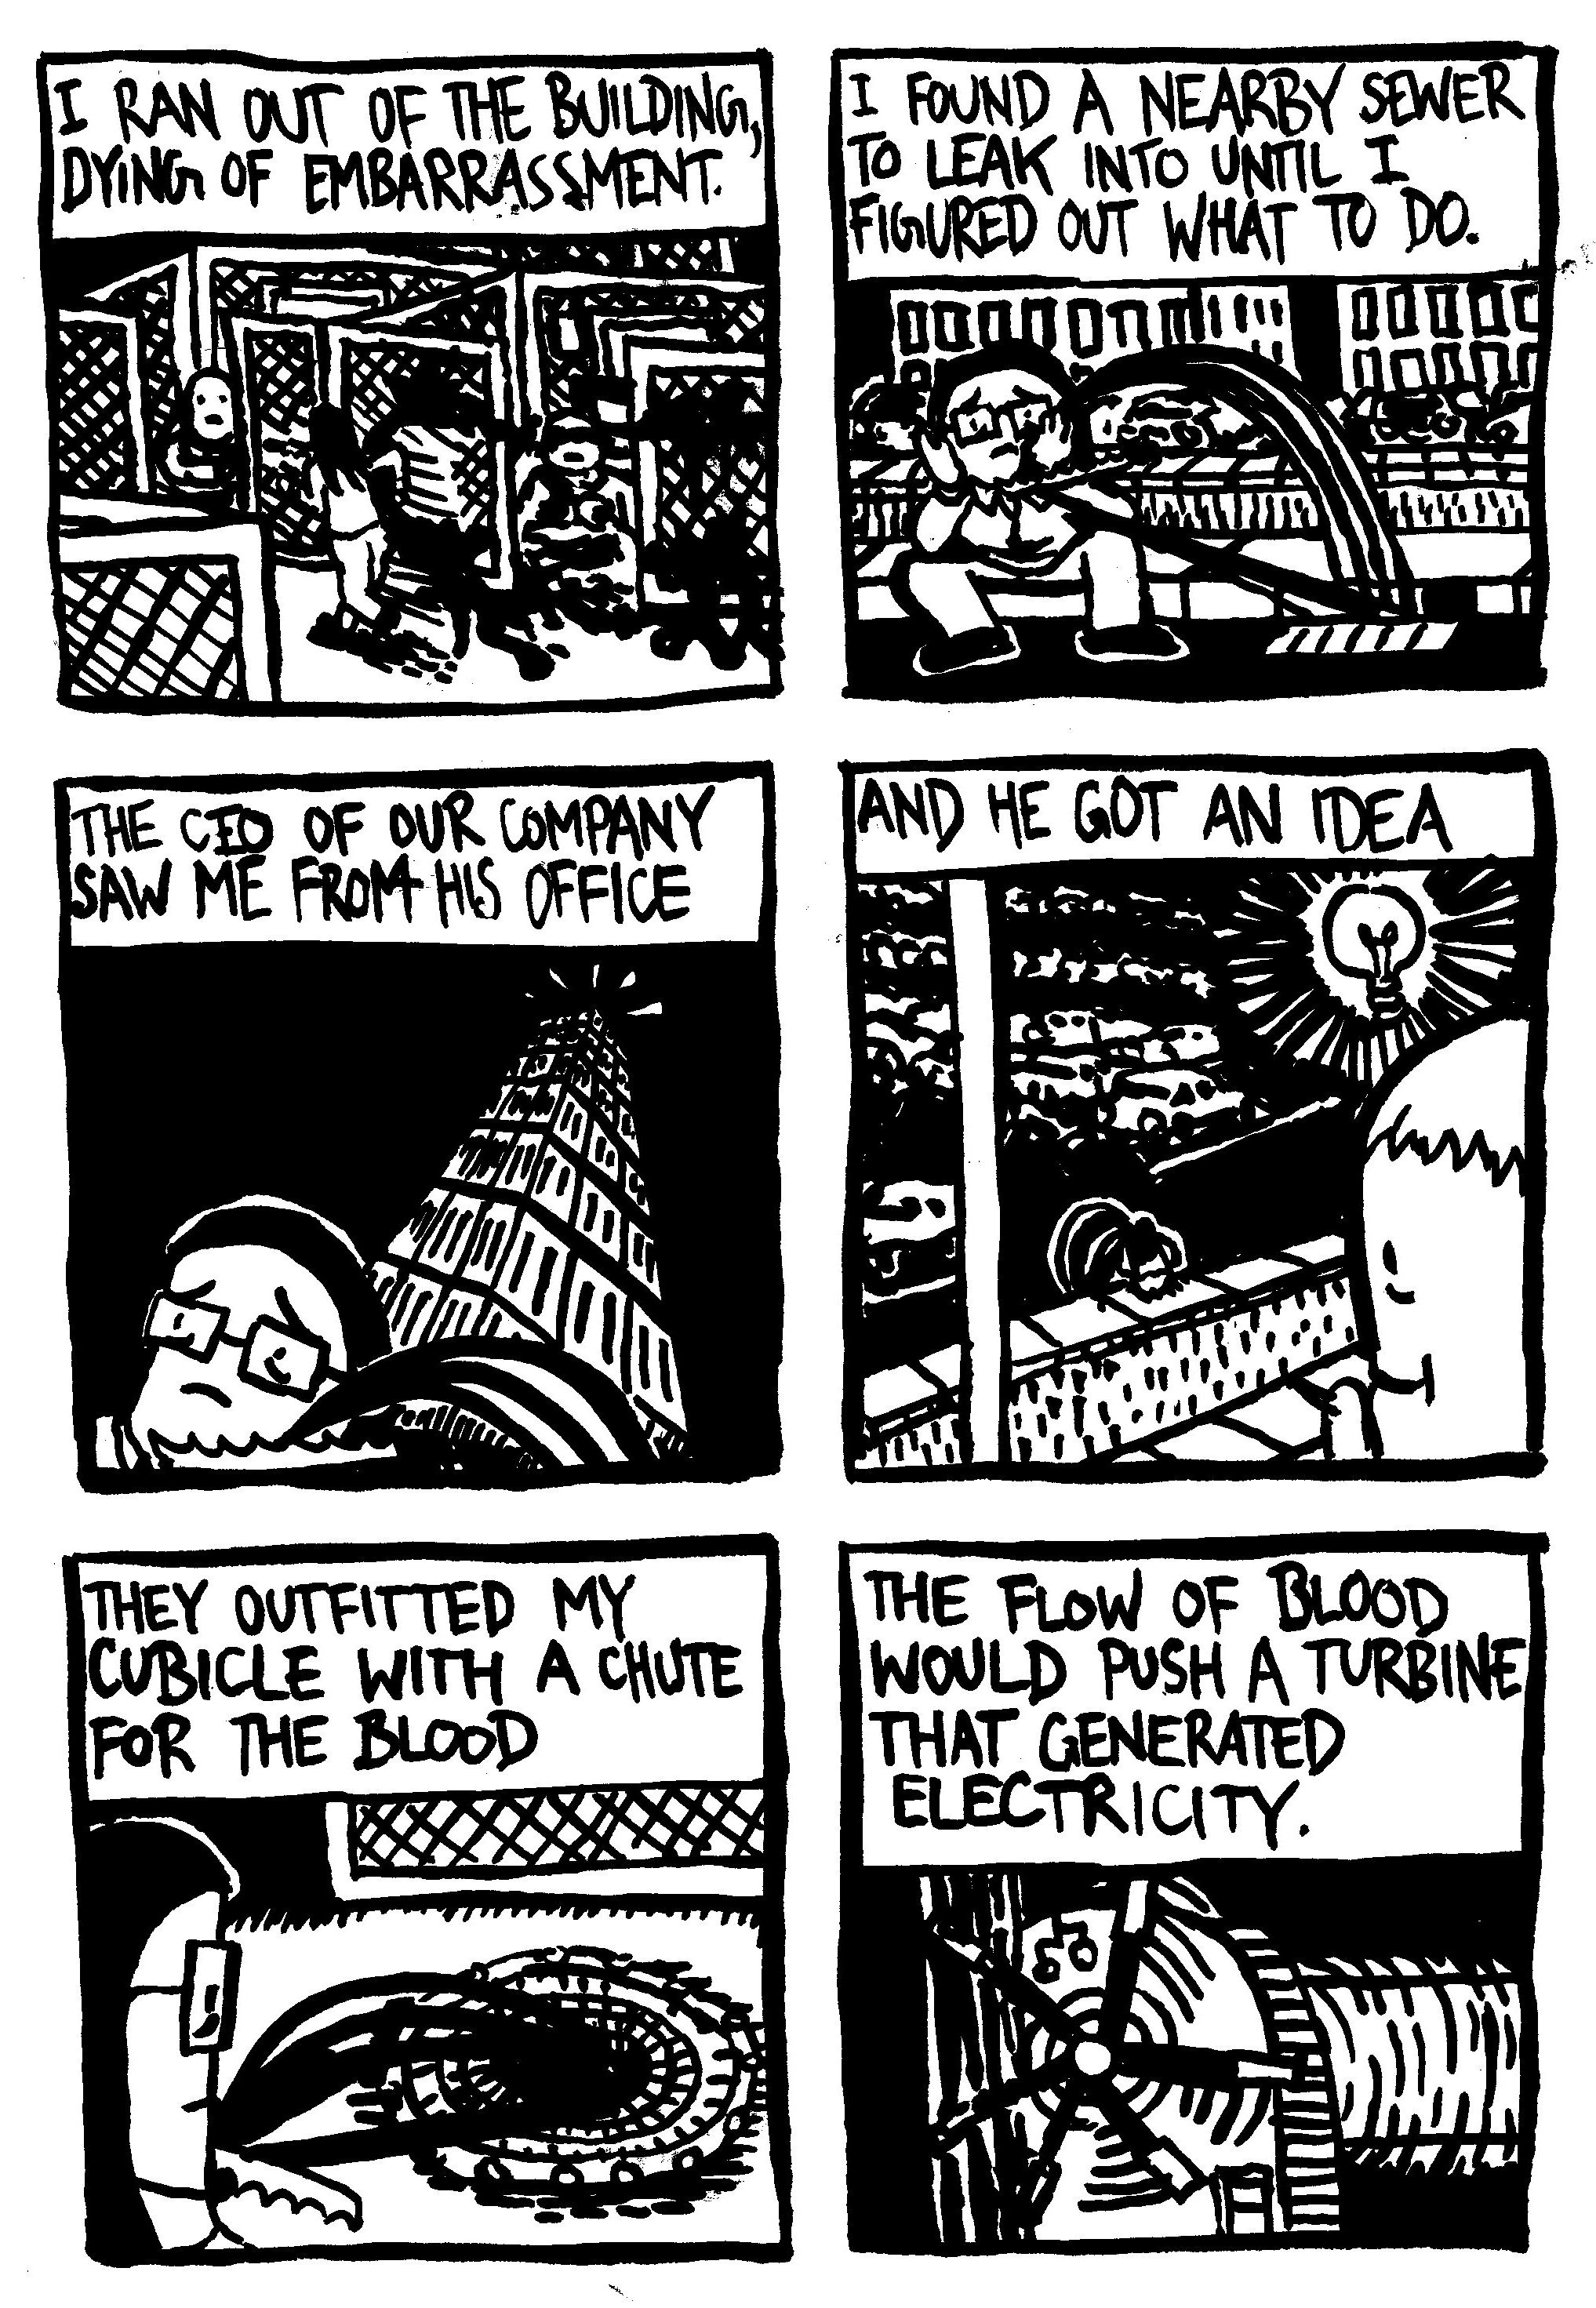 I RAN OUT OF THE BUILDING,
DYING OF EMBARRASSMENT.
I FOUND A NEARBY SEWER
TO LEAK INTO UNTIL I
FIGURED OUT WHAT TO DO.
THE CEO OF OUR COMPANY
SAW ME FROM HIS OFFICE
AND HE GOT AN IDEA
THEY OUTFITTED MY
CUBICLE WITH A CHUTE
FOR THE BLOOD
THE FLOW OF BLOOD
WOULD PUSH A TURBINE
THAT GENERATED
ELECTRICITY.